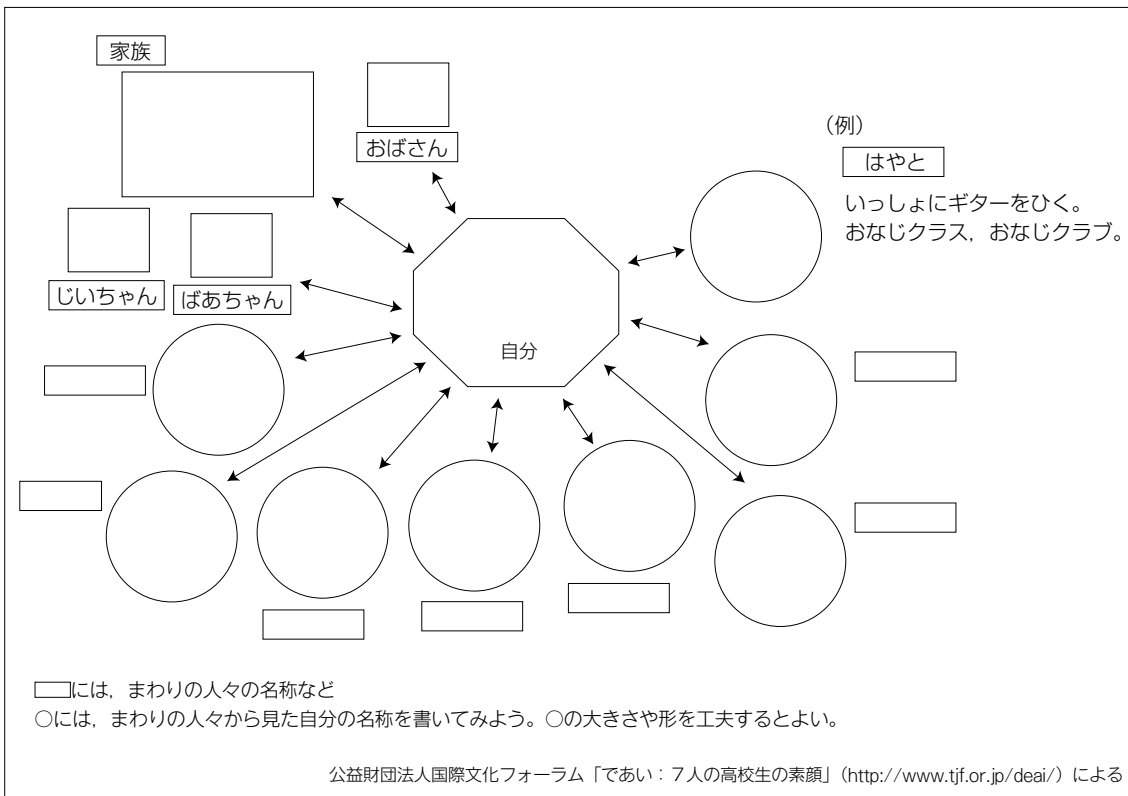 家族
おばさん
(例)
はやと
いっしょにギターをひく。
おなじクラス,おなじクラブ。
じいちゃん
ばあちゃん
自分
には,まわりの人々の名称など
○には,まわりの人々から見た自分の名称を書いてみよう。○の大きさや形を工夫するとよい。
公益財団法人国際文化フォーラム「であい:7人の高校生の素顔」(http://www.tjf.or.jp/deai/)による